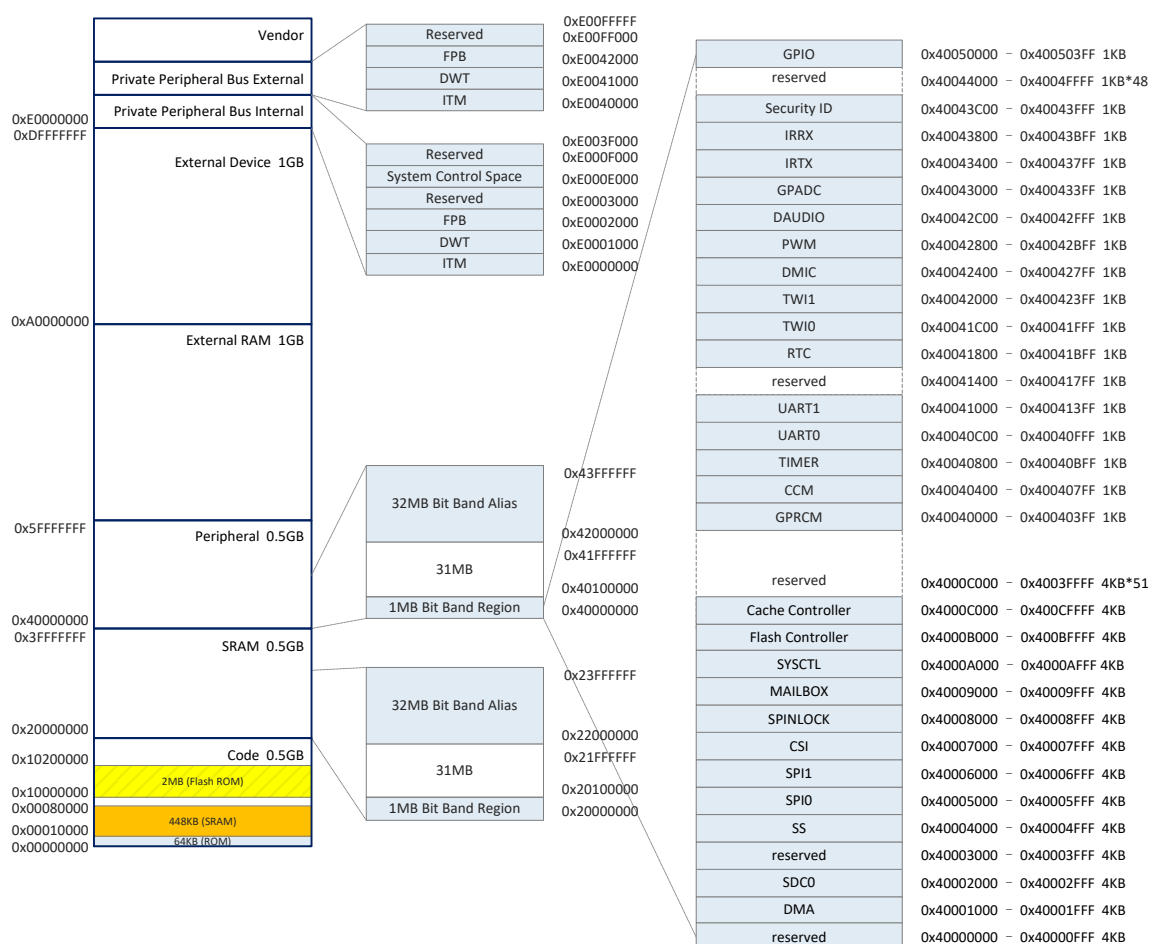 Vendor
Private Peripheral Bus External
Private Peripheral Bus Internal
0xE0000000
0xDFFFFFFF
External Device 1GB
0xA0000000
External RAM 1GB
0x5FFFFFFF
Peripheral 0.5GB
0x40000000
0x3FFFFFFF
SRAM 0.5GB
0x20000000
Code 0.5GB
0x10200000
2MB (Flash ROM)
0x10000000
0x00080000
448KB (SRAM)
0x00010000
64KB (ROM)
0x00000000
0xE00FFFFF
Reserved 0xE00FF000
FPB 0xE0042000
DWT 0xE0041000
ITM 0xE0040000
0xE003F000
Reserved 0xE000F000
System Control Space 0xE000E000
Reserved 0xE0003000
FPB 0xE0002000
DWT 0xE0001000
ITM 0xE0000000
0x43FFFFFF
32MB Bit Band Alias
0x42000000
0x41FFFFFF
31MB
0x40100000
1MB Bit Band Region 0x40000000
0x23FFFFFF
32MB Bit Band Alias
0x22000000
0x21FFFFFF
31MB
0x20100000
1MB Bit Band Region 0x20000000
GPIO 0x40050000 – 0x400503FF 1KB
reserved 0x40044000 – 0x4004FFFF 1KB*48
Security ID 0x40043C00 – 0x40043FFF 1KB
IRRX 0x40043800 – 0x40043BFF 1KB
IRTX 0x40043400 – 0x400437FF 1KB
GPADC 0x40043000 – 0x400433FF 1KB
DAUDIO 0x40042C00 – 0x40042FFF 1KB
PWM 0x40042800 – 0x40042BFF 1KB
DMIC 0x40042400 – 0x400427FF 1KB
TWI1 0x40042000 – 0x400423FF 1KB
TWI0 0x40041C00 – 0x40041FFF 1KB
RTC 0x40041800 – 0x40041BFF 1KB
reserved 0x40041400 – 0x400417FF 1KB
UART1 0x40041000 – 0x400413FF 1KB
UART0 0x40040C00 – 0x40040FFF 1KB
TIMER 0x40040800 – 0x40040BFF 1KB
CCM 0x40040400 – 0x400407FF 1KB
GPRCM 0x40040000 – 0x400403FF 1KB
reserved 0x4000C000 – 0x4003FFFF 4KB*51
Cache Controller 0x4000C000 – 0x400CFFFF 4KB
Flash Controller 0x4000B000 – 0x400BFFFF 4KB
SYSCTL 0x4000A000 – 0x4000AFFF 4KB
MAILBOX 0x40009000 – 0x40009FFF 4KB
SPINLOCK 0x40008000 – 0x40008FFF 4KB
CSI 0x40007000 – 0x40007FFF 4KB
SPI1 0x40006000 – 0x40006FFF 4KB
SPI0 0x40005000 – 0x40005FFF 4KB
SS 0x40004000 – 0x40004FFF 4KB
reserved 0x40003000 – 0x40003FFF 4KB
SDC0 0x40002000 – 0x40002FFF 4KB
DMA 0x40001000 – 0x40001FFF 4KB
reserved 0x40000000 – 0x40000FFF 4KB